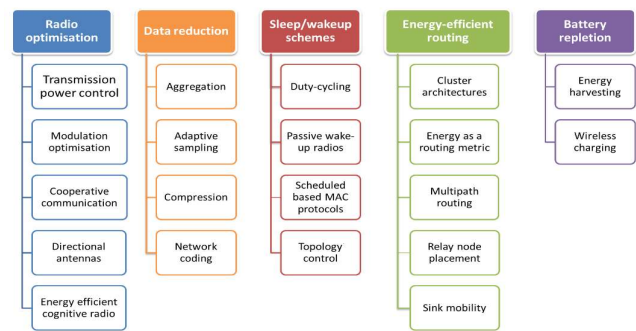 Radio
optimisation
Transmission
power control
Modulation
optimisation
Cooperative
communication
Directional
antennas
Energy efficient
cognitive radio
Data reduction
Aggregation
Adaptive
sampling
Compression
Network
coding
Sleep/wakeup
schemes
Duty-cycling
Passive wake-
up radios
Scheduled
based MAC
protocols
Topology
control
Energy-efficient
routing
Cluster
architectures
Energy as a
routing metric
Multipath
routing
Relay node
placement
Sink mobility
Battery
repletion
Energy
harvesting
Wireless
charging